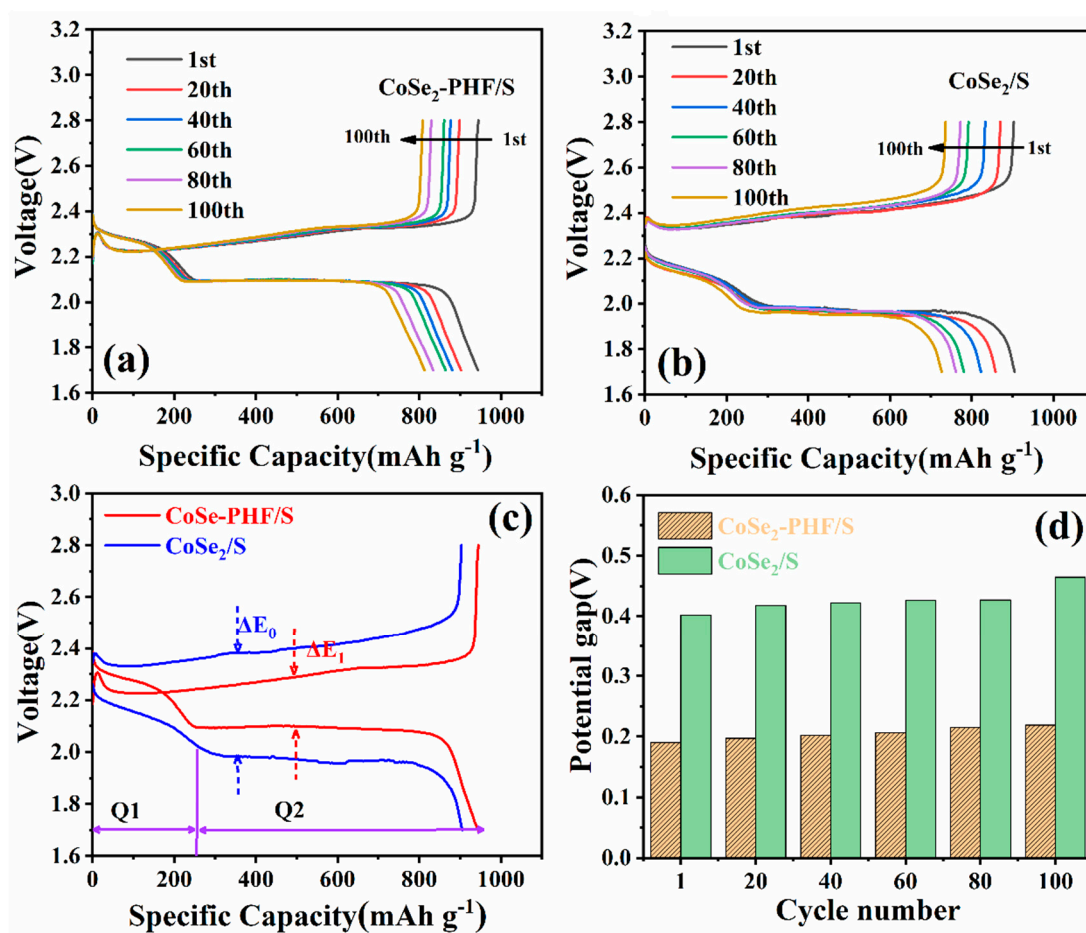 3.2
3.0
2.8
2.6
2.4
2.2
2.0
1.8
1.6
Voltage(V)
1st
20th
40th
60th
80th
100th
CoSe₂-PHF/S
100th
1st
(a)
0
200
400
600
800
1000
Specific Capacity(mAh g⁻¹)
3.2
3.0
2.8
2.6
2.4
2.2
2.0
1.8
1.6
Voltage(V)
1st
20th
40th
60th
80th
100th
CoSe₂/S
100th
1st
(b)
0
200
400
600
800
1000
Specific Capacity(mAh g⁻¹)
3.0
2.8
2.6
2.4
2.2
2.0
1.8
1.6
Voltage(V)
CoSe-PHF/S
CoSe₂/S
(c)
ΔE₀
ΔE₁
Q1
Q2
0
200
400
600
800
1000
Specific Capacity(mAh g⁻¹)
0.6
0.5
0.4
0.3
0.2
0.1
0.0
Potential gap(V)
CoSe₂-PHF/S
CoSe₂/S
(d)
1
20
40
60
80
100
Cycle number